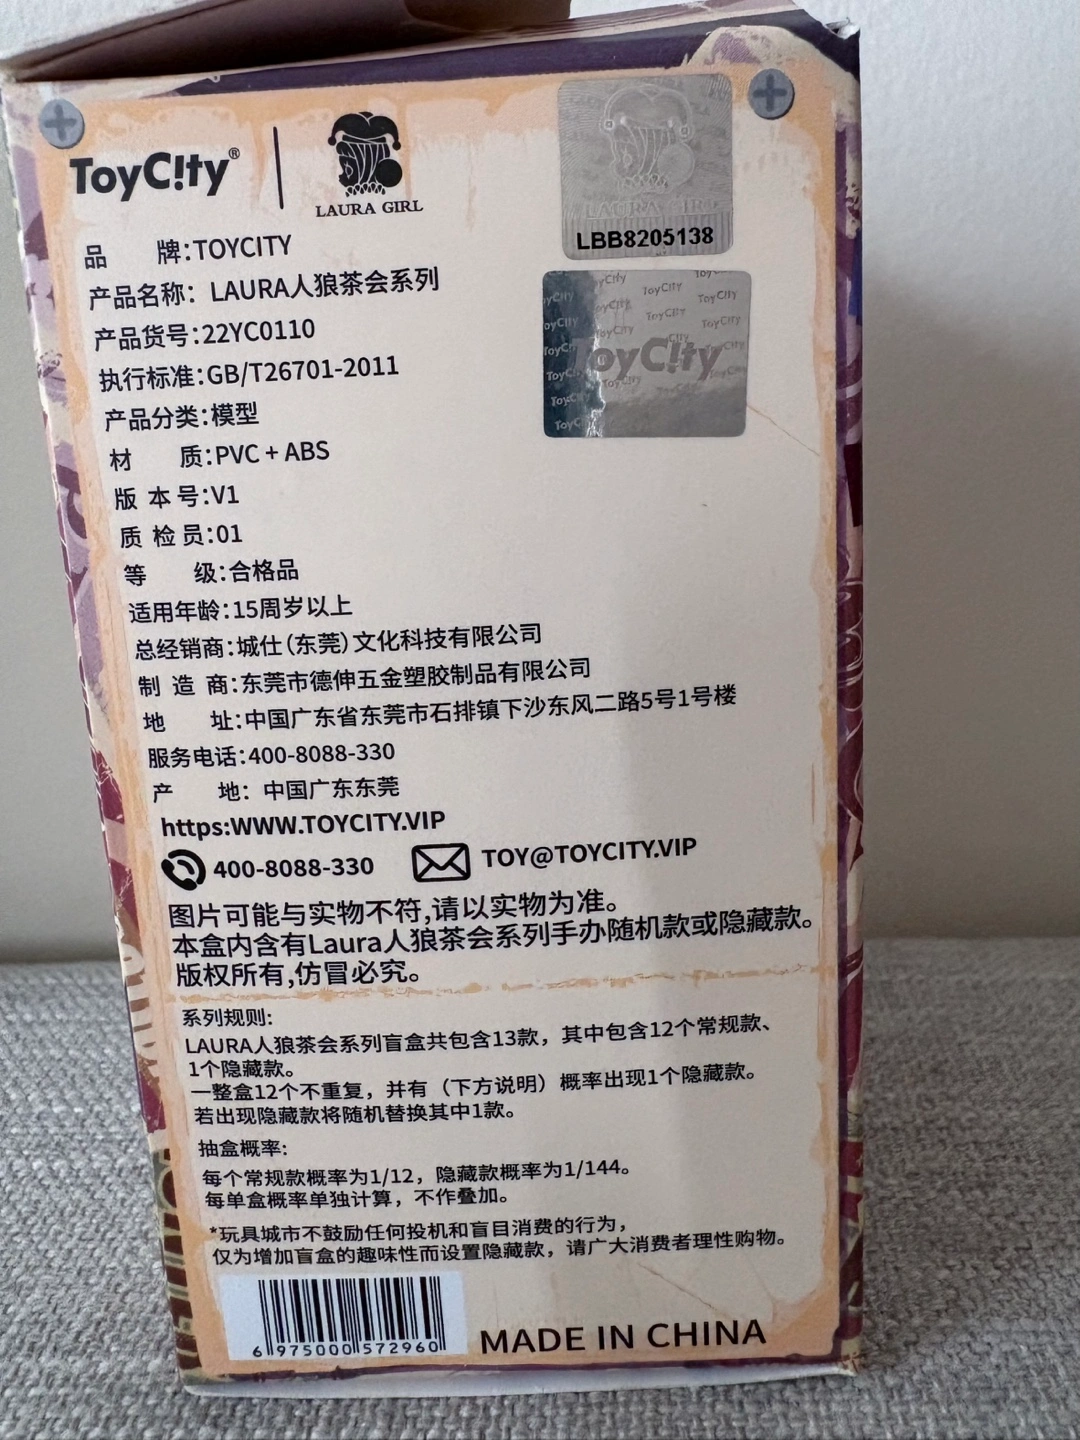 ToyC!ty®
LAURA GIRL
LAURA GIRL
LBB8205138
ToyC!ty
品 牌:TOYCITY
产品名称: LAURA人狼茶会系列
产品货号:22YC0110
执行标准:GB/T26701-2011
产品分类:模型
材 质:PVC + ABS
版 本 号:V1
质 检 员:01
等 级:合格品
适用年龄:15周岁以上
总经销商:城仕(东莞)文化科技有限公司
制 造 商:东莞市德伸五金塑胶制品有限公司
地 址:中国广东省东莞市石排镇下沙东风二路5号1号楼
服务电话:400-8088-330
产 地: 中国广东东莞
https:WWW.TOYCITY.VIP
400-8088-330 TOY@TOYCITY.VIP
图片可能与实物不符,请以实物为准。
本盒内含有Laura人狼茶会系列手办随机款或隐藏款。
版权所有,仿冒必究。
系列规则:
LAURA人狼茶会系列盲盒共包含13款，其中包含12个常规款、
1个隐藏款。
一整盒12个不重复，并有（下方说明）概率出现1个隐藏款。
若出现隐藏款将随机替换其中1款。
抽盒概率:
每个常规款概率为1/12，隐藏款概率为1/144。
每单盒概率单独计算，不作叠加。
*玩具城市不鼓励任何投机和盲目消费的行为，
仅为增加盲盒的趣味性而设置隐藏款，请广大消费者理性购物。
6 975000 572960
MADE IN CHINA